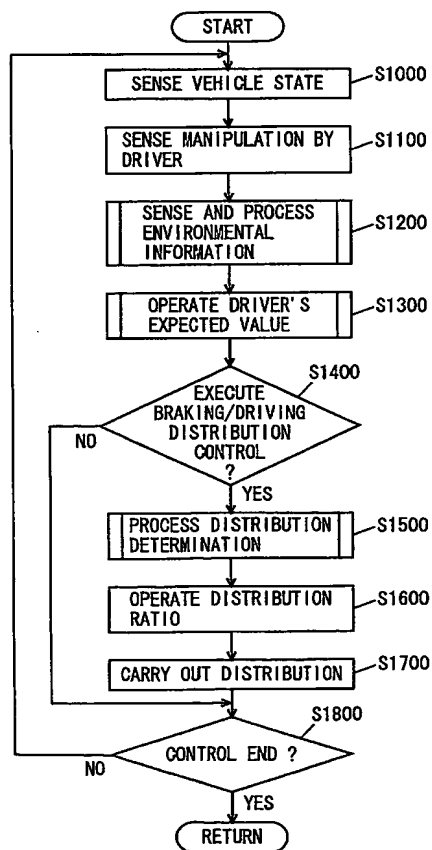 START
SENSE VEHICLE STATE
S1000
SENSE MANIPULATION BY
DRIVER
S1100
SENSE AND PROCESS
ENVIRONMENTAL
INFORMATION
S1200
OPERATE DRIVER'S
EXPECTED VALUE
S1300
S1400
EXECUTE
BRAKING/DRIVING
DISTRIBUTION
CONTROL
?
NO
YES
PROCESS DISTRIBUTION
DETERMINATION
S1500
OPERATE DISTRIBUTION
RATIO
S1600
CARRY OUT DISTRIBUTION
S1700
S1800
CONTROL END ?
NO
YES
RETURN